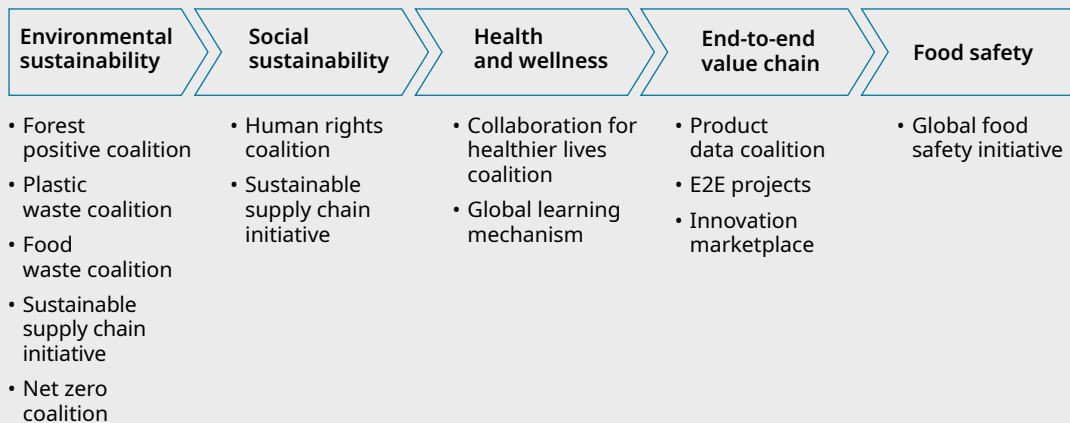 Environmental
sustainability
• Forest
positive coalition
• Plastic
waste coalition
• Food
waste coalition
• Sustainable
supply chain
initiative
• Net zero
coalition
Social
sustainability
• Human rights
coalition
• Sustainable
supply chain
initiative
Health
and wellness
• Collaboration for
healthier lives
coalition
• Global learning
mechanism
End-to-end
value chain
• Product
data coalition
• E2E projects
• Innovation
marketplace
Food safety
• Global food
safety initiative